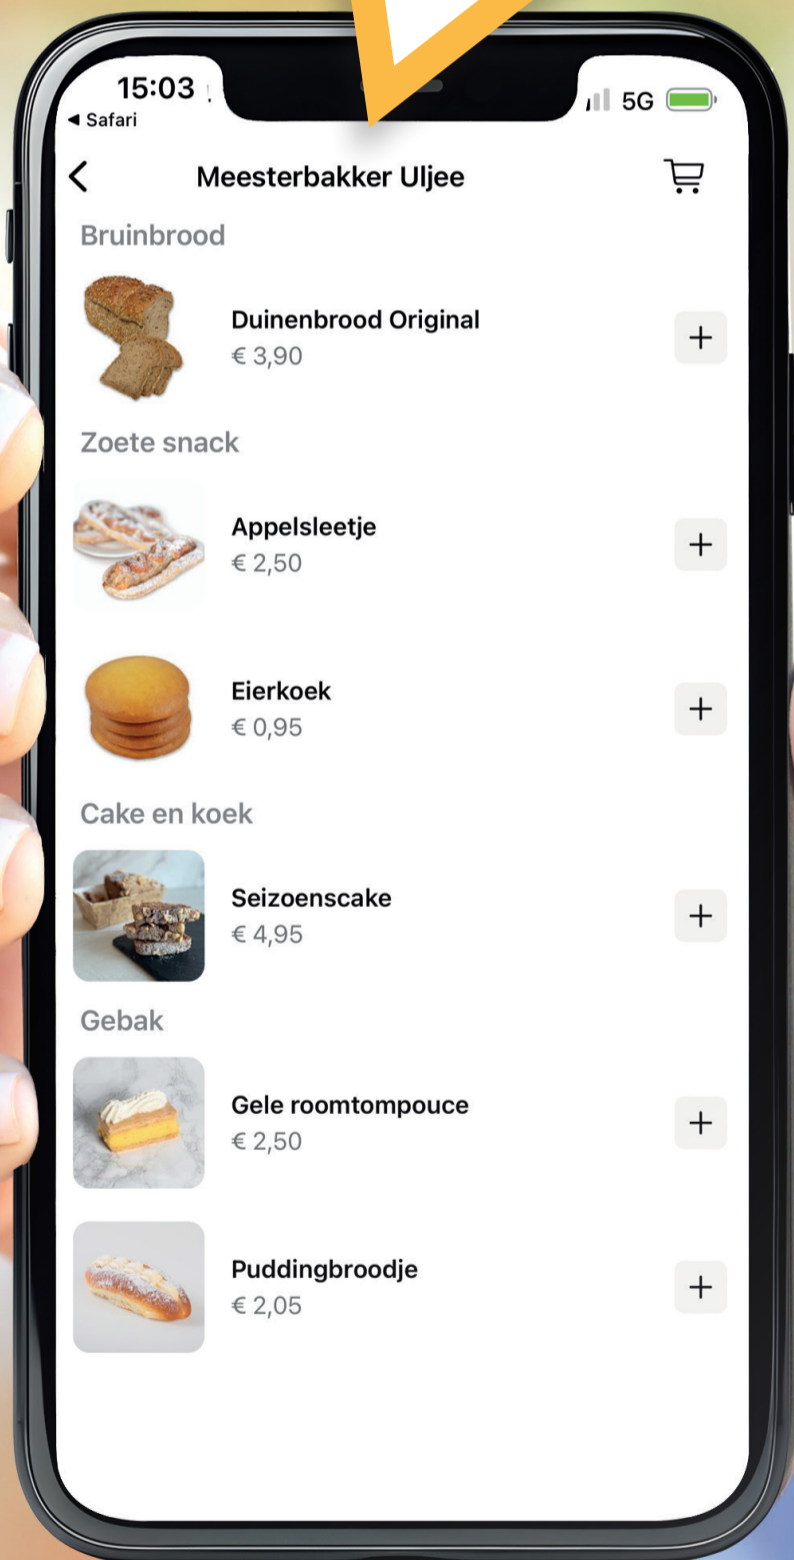 15:03
5G
◀ Safari
Meesterbakker Uljee
Bruinbrood
Duinenbrood Original
€ 3,90
Zoete snack
Appelsleetje
€ 2,50
Eierkoek
€ 0,95
Cake en koek
Seizoenscake
€ 4,95
Gebak
Gele roomtompouce
€ 2,50
Puddingbroodje
€ 2,05